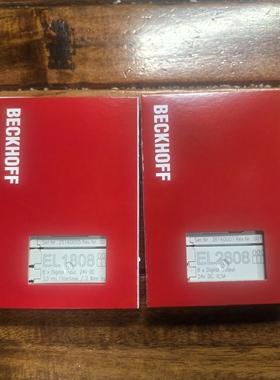 BECKHOFF
EL1808
8 x Digital Input, 24V DC
BECKHOFF
EL2808
8 x Digital Output
24V DC, 0,5A